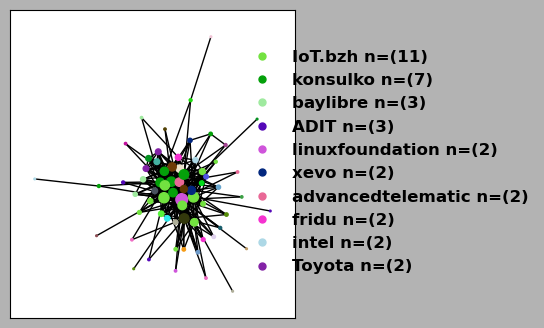 IoT.bzh n=(11)
konsulko n=(7)
baylibre n=(3)
ADIT n=(3)
linuxfoundation n=(2)
xevo n=(2)
advancedtelematic n=(2)
fridu n=(2)
intel n=(2)
Toyota n=(2)